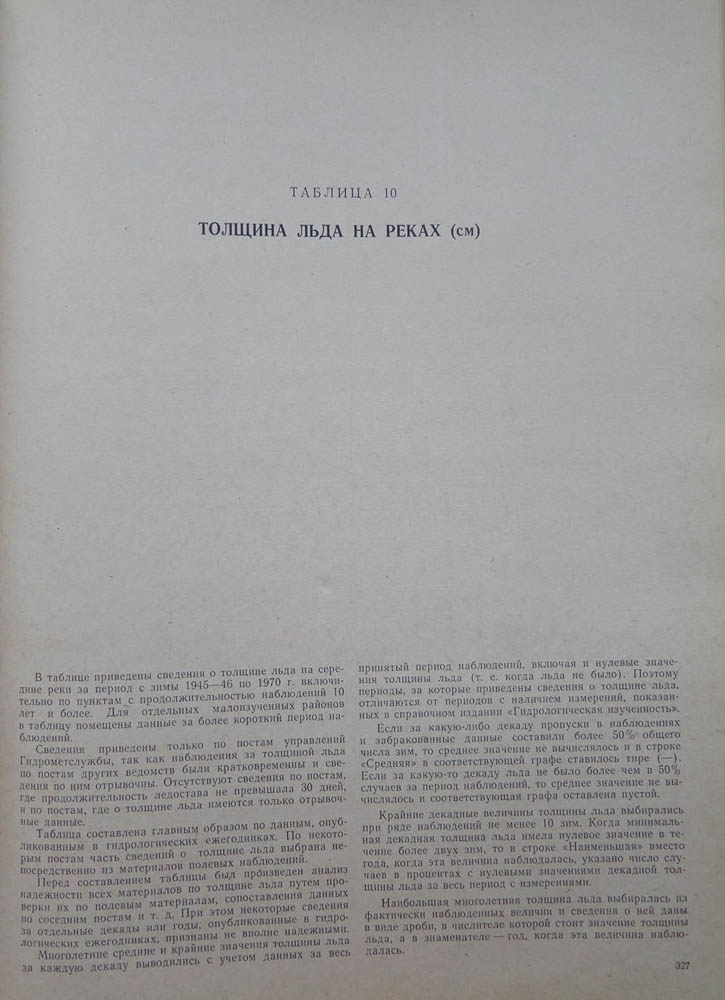 ТАБЛИЦА 10
ТОЛЩИНА ЛЬДА НА РЕКАХ (см)
В таблице приведены сведения о толщине льда на сере-
дине реки за период с зимы 1945—46 по 1970 г. включи-
тельно по пунктам с продолжительностью наблюдений 10
лет и более. Для отдельных малоизученных районов
в таблицу помещены данные за более короткий период на-
блюдений.
Сведения приведены только по постам управлений
Гидрометслужбы, так как наблюдения за толщиной льда
по постам других ведомств были кратковременны и све-
дения по ним отрывочны. Отсутствуют сведения по постам,
где продолжительность ледостава не превышала 30 дней,
и по постам, где о толщине льда имеются только отрывоч-
ные данные.
Таблица составлена главным образом по данным, опуб-
ликованным в гидрологических ежегодниках. По некото-
рым постам часть сведений о толщине льда выбрана не-
посредственно из материалов полевых наблюдений.
Перед составлением таблицы был произведен анализ
надежности всех материалов по толщине льда путем про-
верки их по полевым материалам, сопоставления данных
по соседним постам и т. д. При этом некоторые сведения
за отдельные декады или годы, опубликованные в гидро-
логических ежегодниках, признаны не вполне надежными.
Многолетние средние и крайние значения толщины льда
за каждую декаду выводились с учетом данных за весь
принятый период наблюдений, включая и нулевые значе-
ния толщины льда (т. е. когда льда не было). Поэтому
периоды, за которые приведены сведения о толщине льда,
отличаются от периодов с наличием измерений, показан-
ных в справочном издании «Гидрологическая изученность».
Если за какую-либо декаду пропуски в наблюдениях
и забракованные данные составили более 50% общего
числа зим, то среднее значение не вычислялось и в строке
«Средняя» в соответствующей графе ставилось тире (—).
Если за какую-то декаду льда не было более чем в 50%
случаев за период наблюдений, то среднее значение не вы-
числялось и соответствующая графа оставлена пустой.
Крайние декадные величины толщины льда выбирались
при ряде наблюдений не менее 10 зим. Когда минималь-
ная декадная толщина льда имела нулевое значение в те-
чение более двух зим, то в строке «Наименьшая» вместо
года, когда эта величина наблюдалась, указано число слу-
чаев в процентах с нулевыми значениями декадной тол-
щины льда за весь период с измерениями.
Наибольшая многолетняя толщина льда выбиралась из
фактически наблюденных величин и сведения о ней даны
в виде дроби, в числителе которой стоит значение толщины
льда, а в знаменателе — год, когда эта величина наблю-
далась.
327